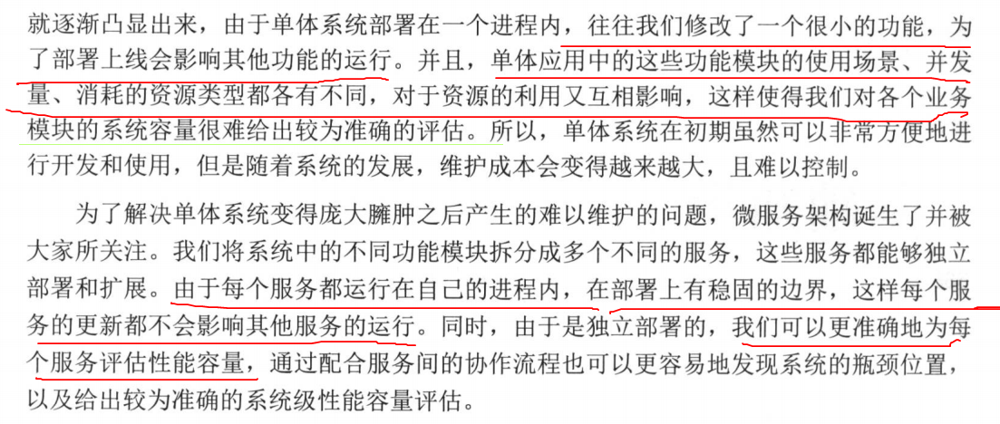 就逐渐凸显出来，由于单体系统部署在一个进程内，往往我们修改了一个很小的功能，为
了部署上线会影响其他功能的运行。并且，单体应用中的这些功能模块的使用场景、并发
量、消耗的资源类型都各有不同，对于资源的利用又互相影响，这样使得我们对各个业务
模块的系统容量很难给出较为准确的评估。所以，单体系统在初期虽然可以非常方便地进
行开发和使用，但是随着系统的发展，维护成本会变得越来越大，且难以控制。
为了解决单体系统变得庞大臃肿之后产生的难以维护的问题，微服务架构诞生了并被
大家所关注。我们将系统中的不同功能模块拆分成多个不同的服务，这些服务都能够独立
部署和扩展。由于每个服务都运行在自己的进程内，在部署上有稳固的边界，这样每个服
务的更新都不会影响其他服务的运行。同时，由于是独立部署的，我们可以更准确地为每
个服务评估性能容量，通过配合服务间的协作流程也可以更容易地发现系统的瓶颈位置，
以及给出较为准确的系统级性能容量评估。